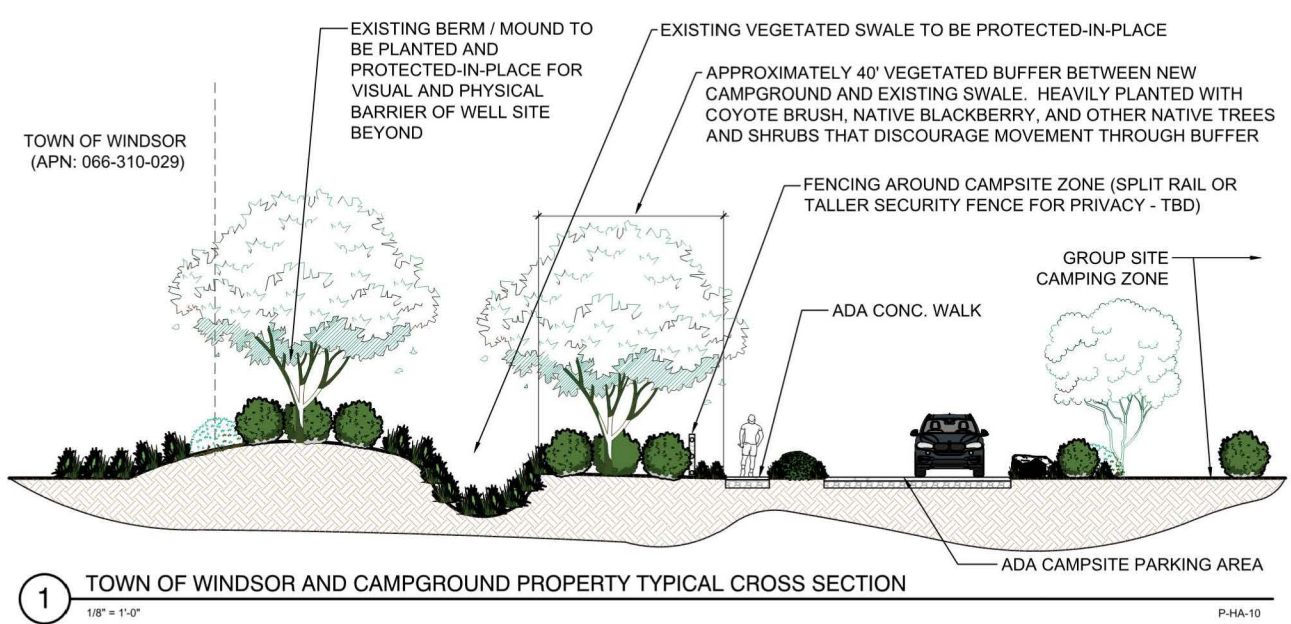 EXISTING BERM / MOUND TO
BE PLANTED AND
PROTECTED-IN-PLACE FOR
VISUAL AND PHYSICAL
BARRIER OF WELL SITE
BEYOND
EXISTING VEGETATED SWALE TO BE PROTECTED-IN-PLACE
APPROXIMATELY 40' VEGETATED BUFFER BETWEEN NEW
CAMPGROUND AND EXISTING SWALE. HEAVILY PLANTED WITH
COYOTE BRUSH, NATIVE BLACKBERRY, AND OTHER NATIVE TREES
AND SHRUBS THAT DISCOURAGE MOVEMENT THROUGH BUFFER
TOWN OF WINDSOR
(APN: 066-310-029)
FENCING AROUND CAMPSITE ZONE (SPLIT RAIL OR
TALLER SECURITY FENCE FOR PRIVACY - TBD)
GROUP SITE
CAMPING ZONE
ADA CONC. WALK
ADA CAMPSITE PARKING AREA
1
TOWN OF WINDSOR AND CAMPGROUND PROPERTY TYPICAL CROSS SECTION
1/8" = 1'-0"
P-HA-10